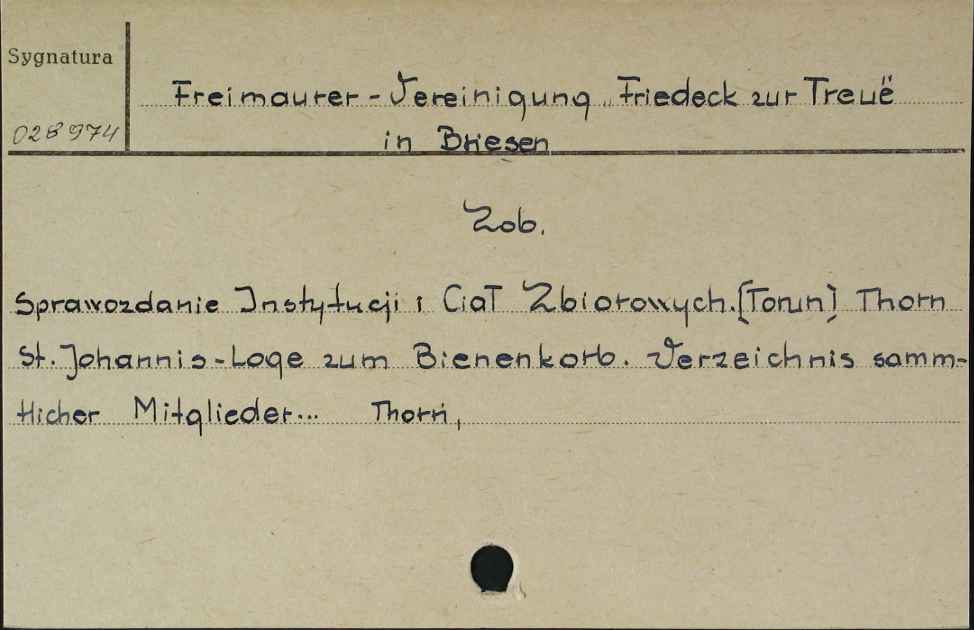 Sygnatura
028974
Freimaurer-Vereinigung „Friedeck zur Treuë
in Briesen
Zob.
Sprawozdanie Instytucji i Ciał Zbiorowych. [Toruń] Thorn
St. Johannis-Loge zum Bienenkorb. Verzeichnis sämm-
tlicher Mitglieder... Thorn,